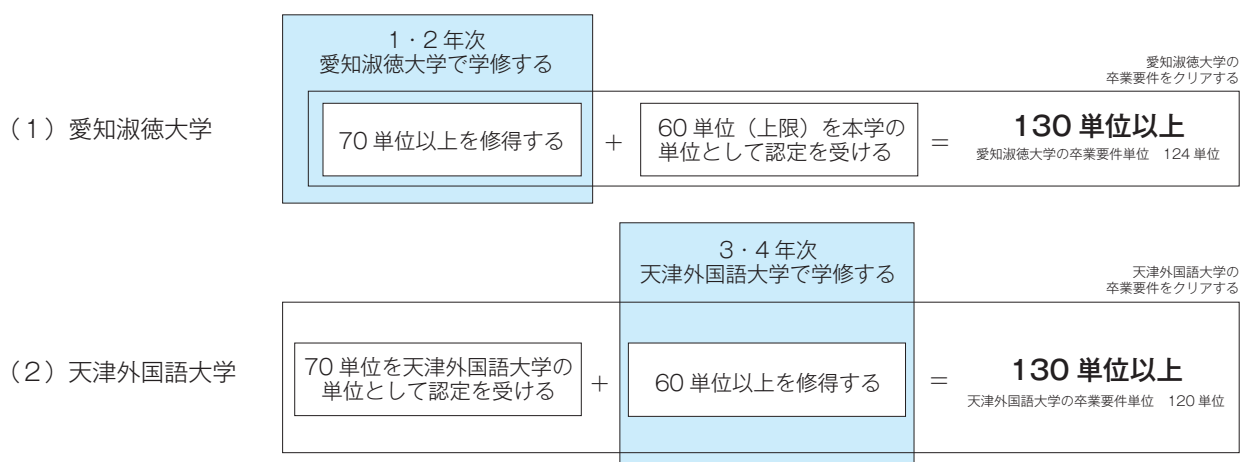 1・2年次
愛知淑徳大学で学修する
愛知淑徳大学の
卒業要件をクリアする
（1）愛知淑徳大学
70単位以上を修得する
+
60単位（上限）を本学の
単位として認定を受ける
=
130単位以上
愛知淑徳大学の卒業要件単位 124単位
3・4年次
天津外国語大学で学修する
天津外国語大学の
卒業要件をクリアする
（2）天津外国語大学
70単位を天津外国語大学の
単位として認定を受ける
+
60単位以上を修得する
=
130単位以上
天津外国語大学の卒業要件単位 120単位